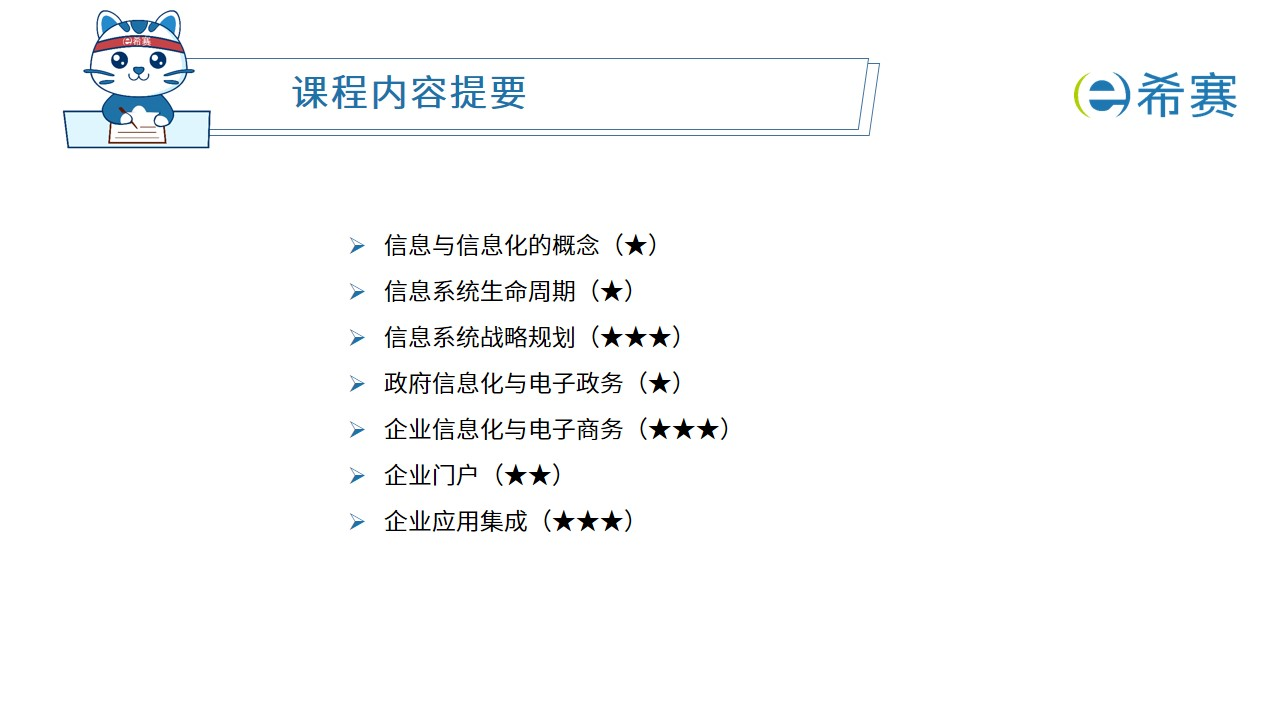 希赛
课程内容提要
希赛
信息与信息化的概念（★）
信息系统生命周期（★）
信息系统战略规划（★★★）
政府信息化与电子政务（★）
企业信息化与电子商务（★★★）
企业门户（★★）
企业应用集成（★★★）